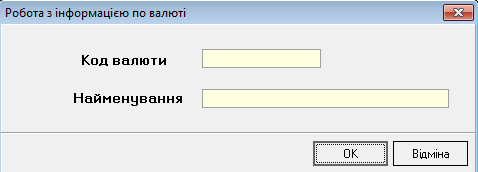 Робота з інформацією по валюті
Код валюти
Найменування
OK
Відміна